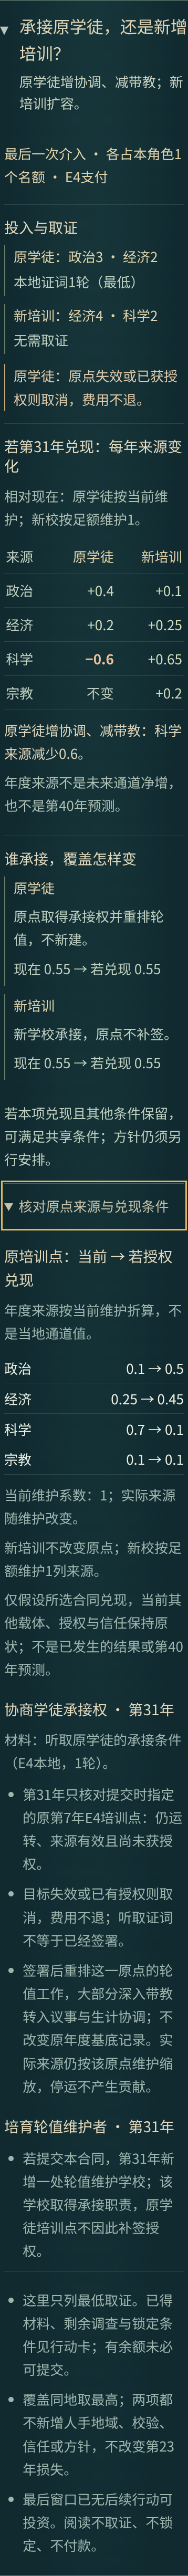 ▼ 承接原学徒，还是新增
培训？
原学徒增协调、减带教；新
培训扩容。
最后一次介入 · 各占本角色1
个名额 · E4支付
投入与取证
原学徒：政治3 · 经济2
本地证词1轮（最低）
新培训：经济4 · 科学2
无需取证
原学徒：原点失效或已获授
权则取消，费用不退。
若第31年兑现：每年来源变
化
相对现在：原学徒按当前维
护；新校按足额维护1。
来源 原学徒 新培训
政治 +0.4 +0.1
经济 +0.2 +0.25
科学 −0.6 +0.65
宗教 不变 +0.2
原学徒增协调、减带教：科学
来源减少0.6。
年度来源不是未来通道净增，
也不是第40年预测。
谁承接，覆盖怎样变
原学徒
原点取得承接权并重排轮
值，不新建。
现在 0.55 → 若兑现 0.55
新培训
新学校承接，原点不补签。
现在 0.55 → 若兑现 0.55
若本项兑现且其他条件保留，
可满足共享条件；方针仍须另
行安排。
▼ 核对原点来源与兑现条件
原培训点：当前 → 若授权
兑现
年度来源按当前维护折算，不
是当地通道值。
政治 0.1 → 0.5
经济 0.25 → 0.45
科学 0.7 → 0.1
宗教 0.1 → 0.1
当前维护系数：1；实际来源
随维护改变。
新培训不改变原点；新校按足
额维护1列来源。
仅假设所选合同兑现，当前其
他载体、授权与信任保持原
状；不是已发生的结果或第40
年预测。
协商学徒承接权 · 第31年
材料：听取原学徒的承接条件
（E4本地，1轮）。
• 第31年只核对提交时指定
的原第7年E4培训点：仍运
转、来源有效且尚未获授
权。
• 目标失效或已有授权则取
消，费用不退；听取证词
不等于已经签署。
• 签署后重排这一原点的轮
值工作，大部分深入带教
转入议事与生计协调；不
改变原年度基底记录。实
际来源仍按该原点维护缩
放，停运不产生贡献。
培育轮值维护者 · 第31年
• 若提交本合同，第31年新
增一处轮值维护学校；该
学校取得承接职责，原学
徒培训点不因此补签授
权。
• 这里只列最低取证。已得
材料、剩余调查与锁定条
件见行动卡；有余额未必
可提交。
• 覆盖同地取最高；两项都
不新增人手地域、校验、
信任或方针，不改变第23
年损失。
• 最后窗口已无后续行动可
投资。阅读不取证、不锁
定、不付款。